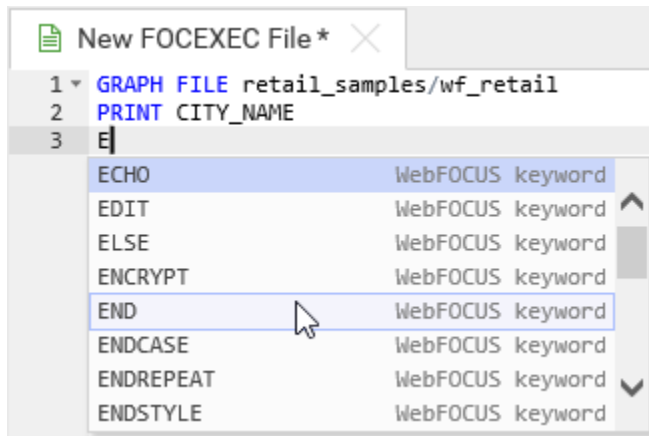 New FOCEXEC File*
1 GRAPH FILE retail_samples/wf_retail
2 PRINT CITY_NAME
3 E
ECHO WebFOCUS keyword
EDIT WebFOCUS keyword
ELSE WebFOCUS keyword
ENCRYPT WebFOCUS keyword
END WebFOCUS keyword
ENDCASE WebFOCUS keyword
ENDREPEAT WebFOCUS keyword
ENDSTYLE WebFOCUS keyword